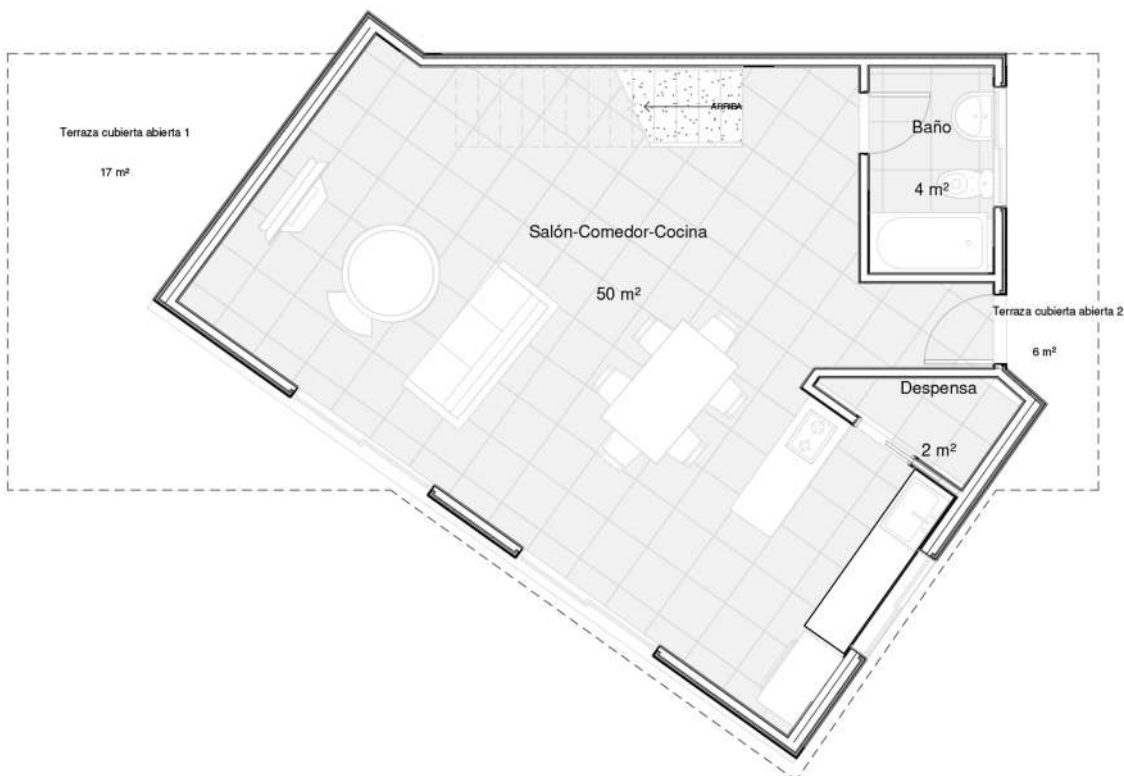 ARRIBA
Terraza cubierta abierta 1
17 m²
Baño
4 m²
Salón-Comedor-Cocina
50 m²
Terraza cubierta abierta 2
6 m²
Despensa
2 m²